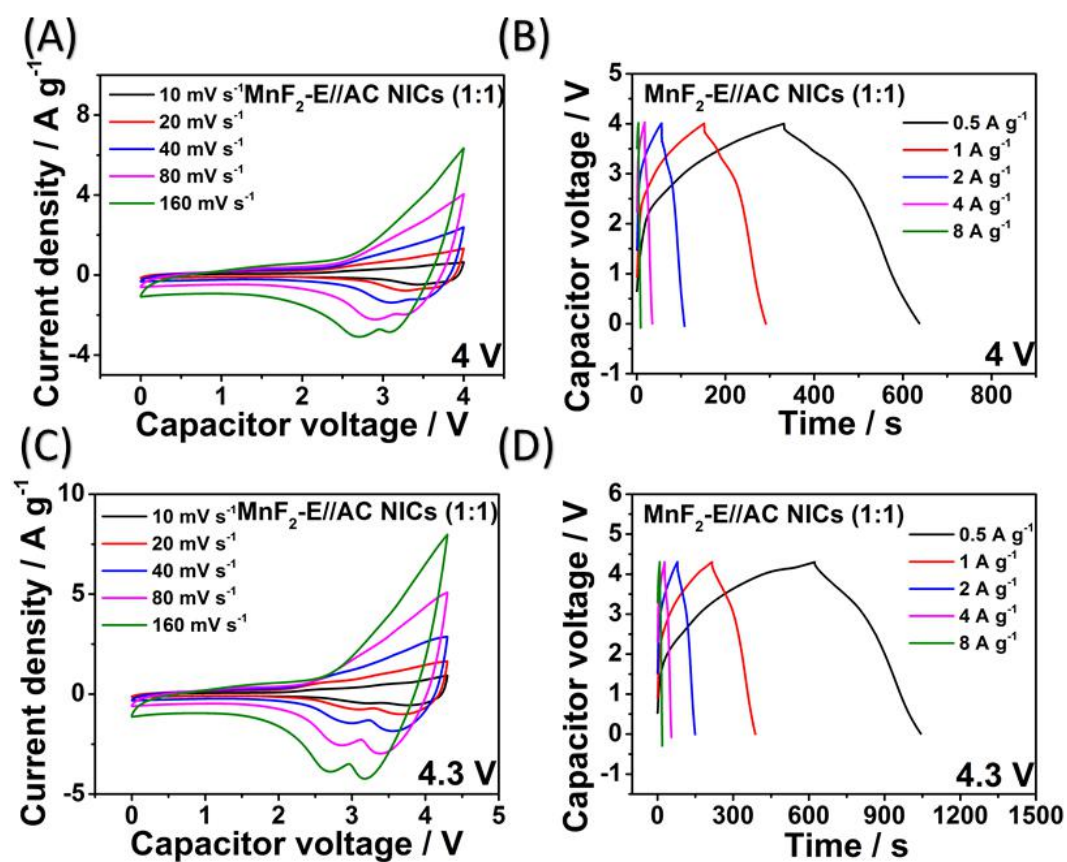 (A)
Current density / A g⁻¹
8
4
0
-4
10 mV s⁻¹
20 mV s⁻¹
40 mV s⁻¹
80 mV s⁻¹
160 mV s⁻¹
MnF₂-E//AC NICs (1:1)
4 V
0 1 2 3 4 5
Capacitor voltage / V
(B)
Capacitor voltage / V
5
4
3
2
1
0
-1
MnF₂-E//AC NICs (1:1)
0.5 A g⁻¹
1 A g⁻¹
2 A g⁻¹
4 A g⁻¹
8 A g⁻¹
4 V
0 200 400 600 800
Time / s
(C)
Current density / A g⁻¹
10
5
0
-5
10 mV s⁻¹
20 mV s⁻¹
40 mV s⁻¹
80 mV s⁻¹
160 mV s⁻¹
MnF₂-E//AC NICs (1:1)
4.3 V
0 1 2 3 4 5
Capacitor voltage / V
(D)
Capacitor voltage / V
5
4
3
2
1
0
-1
MnF₂-E//AC NICs (1:1)
0.5 A g⁻¹
1 A g⁻¹
2 A g⁻¹
4 A g⁻¹
8 A g⁻¹
4.3 V
0 300 600 900 1200 1500
Time / s